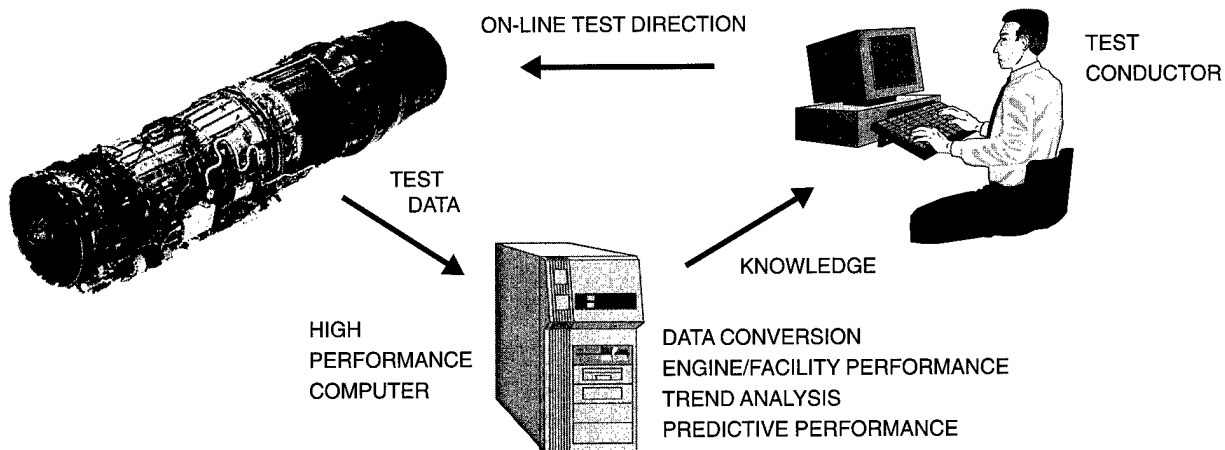 ON-LINE TEST DIRECTION
TEST
CONDUCTOR
TEST
DATA
KNOWLEDGE
HIGH
PERFORMANCE
COMPUTER
DATA CONVERSION
ENGINE/FACILITY PERFORMANCE
TREND ANALYSIS
PREDICTIVE PERFORMANCE